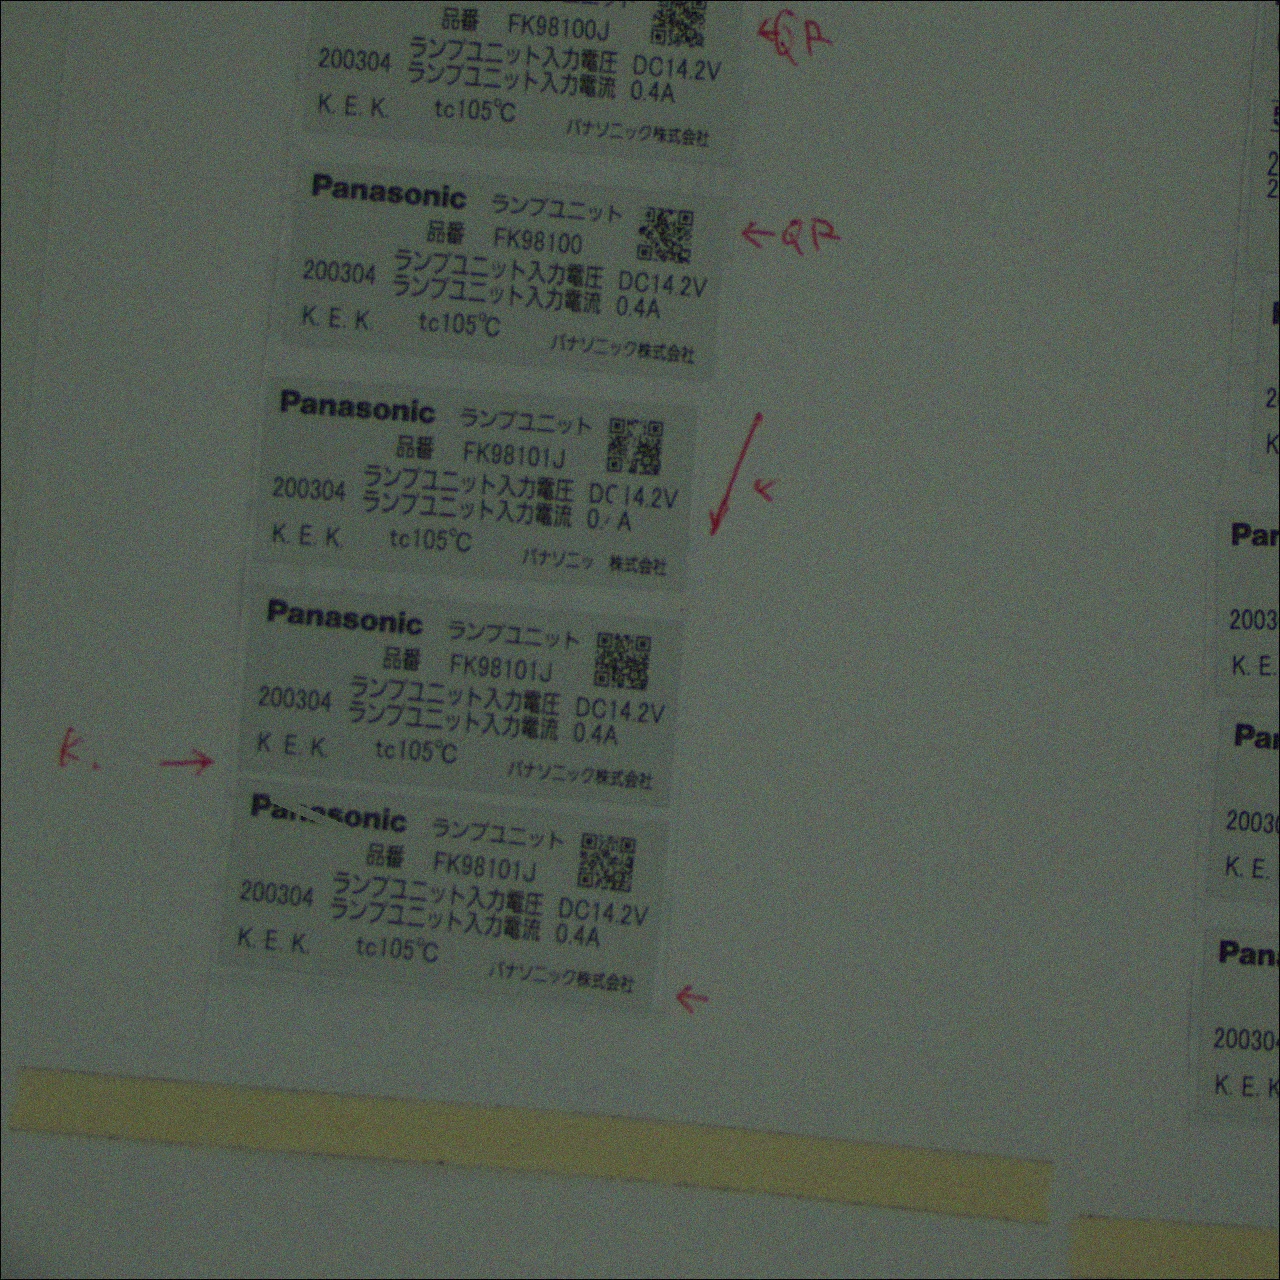 品番 FK98100J
ランプユニット入力電圧 DC14.2V
200304 ランプユニット入力電流 0.4A
K. E. K. tc105℃
パナソニック株式会社
←QR
Panasonic ランプユニット
品番 FK98100
←QR
ランプユニット入力電圧 DC14.2V
200304 ランプユニット入力電流 0.4A
K. E. K. tc105℃
パナソニック株式会社
Panasonic ランプユニット
品番 FK98101J
ランプユニット入力電圧 DC14.2V
200304 ランプユニット入力電流 0. A
K. E. K. tc105℃
パナソニッ 株式会社
Panasonic ランプユニット
品番 FK98101J
ランプユニット入力電圧 DC14.2V
200304 ランプユニット入力電流 0.4A
K E. K. tc105℃
パナソニック株式会社
K. →
Panasonic ランプユニット
品番 FK98101J
ランプユニット入力電圧 DC14.2V
200304 ランプユニット入力電流 0.4A
K. E. K. tc105℃
パナソニック株式会社
←
Pan
2003
K. E.
Pan
20030
K. E.
Pana
200304
K. E. K